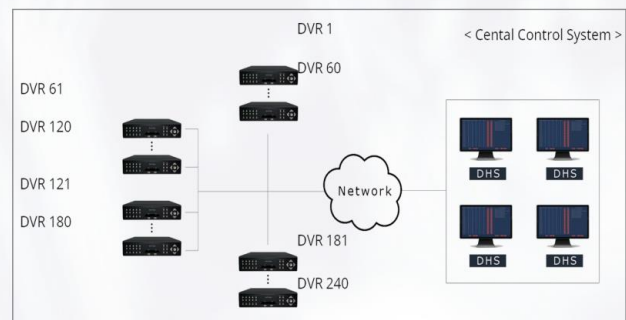 DVR 1
< Cental Control System >
DVR 60
DVR 61
DVR 120
DVR 121
DVR 180
Network
DHS DHS
DHS DHS
DVR 181
DVR 240